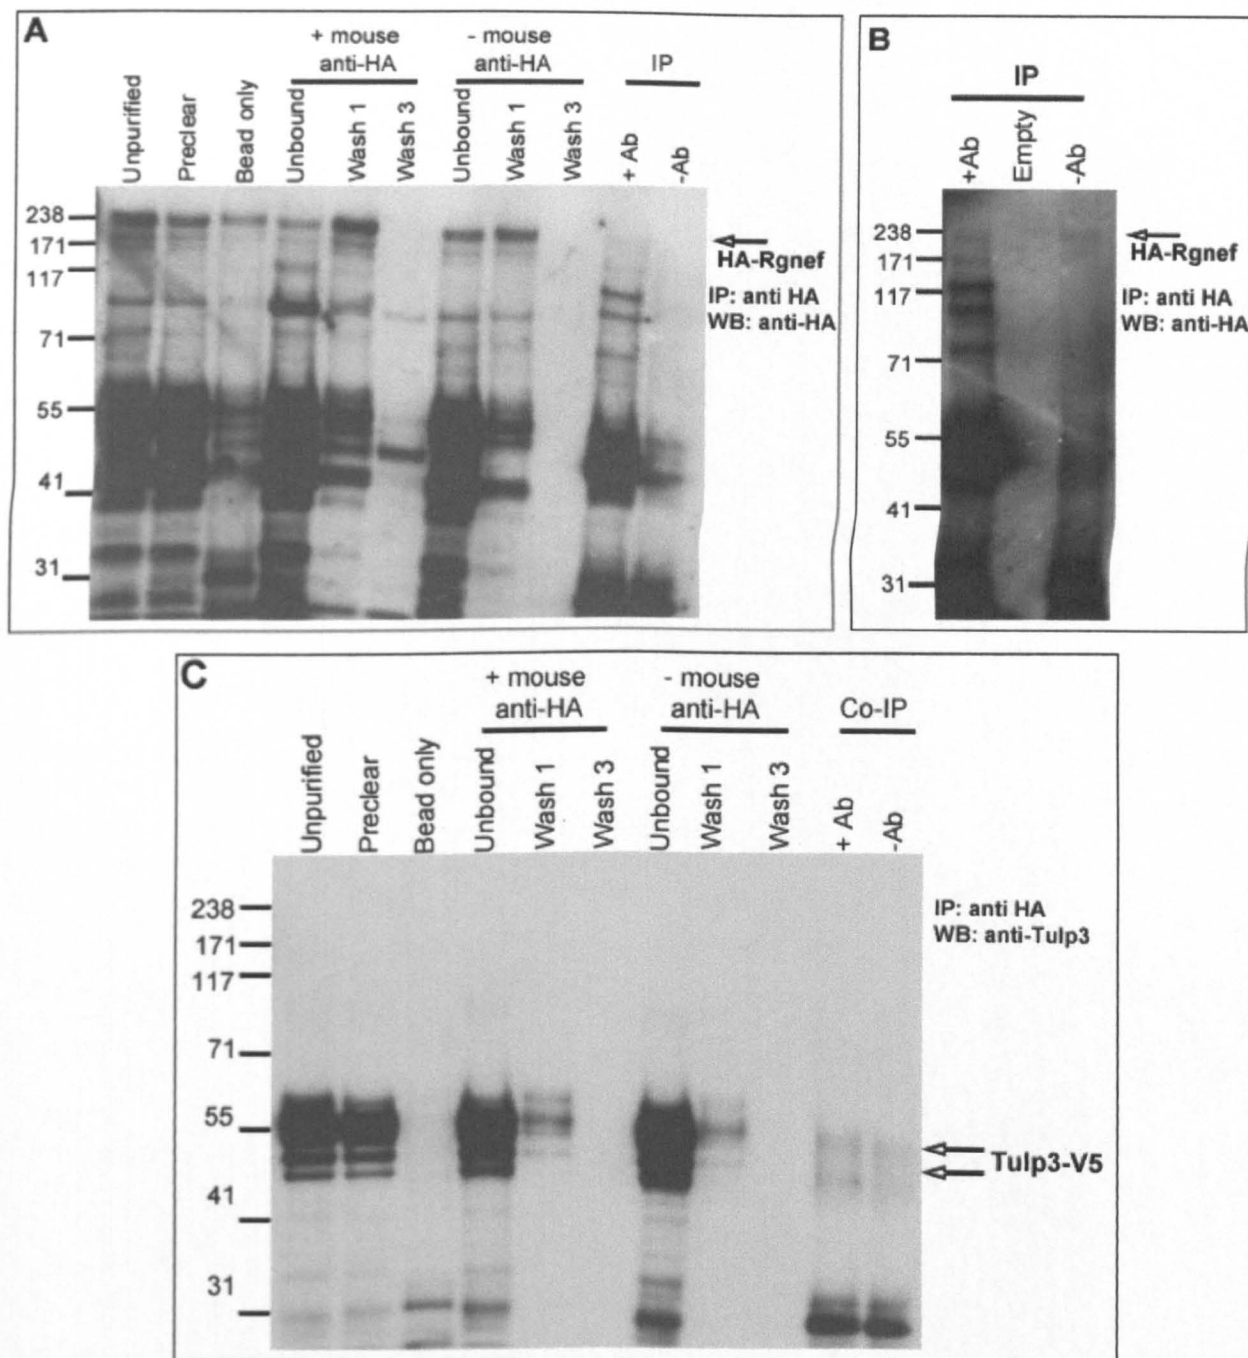 A
+ mouse
anti-HA
- mouse
anti-HA
IP
Unpurified
Preclear
Bead only
Unbound
Wash 1
Wash 3
Unbound
Wash 1
Wash 3
+ Ab
-Ab
238
171
117
71
55
41
31
HA-Rgnef
IP: anti HA
WB: anti-HA
B
IP
+Ab
Empty
-Ab
238
171
117
71
55
41
31
HA-Rgnef
IP: anti HA
WB: anti-HA
C
+ mouse
anti-HA
- mouse
anti-HA
Co-IP
Unpurified
Preclear
Bead only
Unbound
Wash 1
Wash 3
Unbound
Wash 1
Wash 3
+ Ab
-Ab
238
171
117
71
55
41
31
IP: anti HA
WB: anti-Tulp3
Tulp3-V5